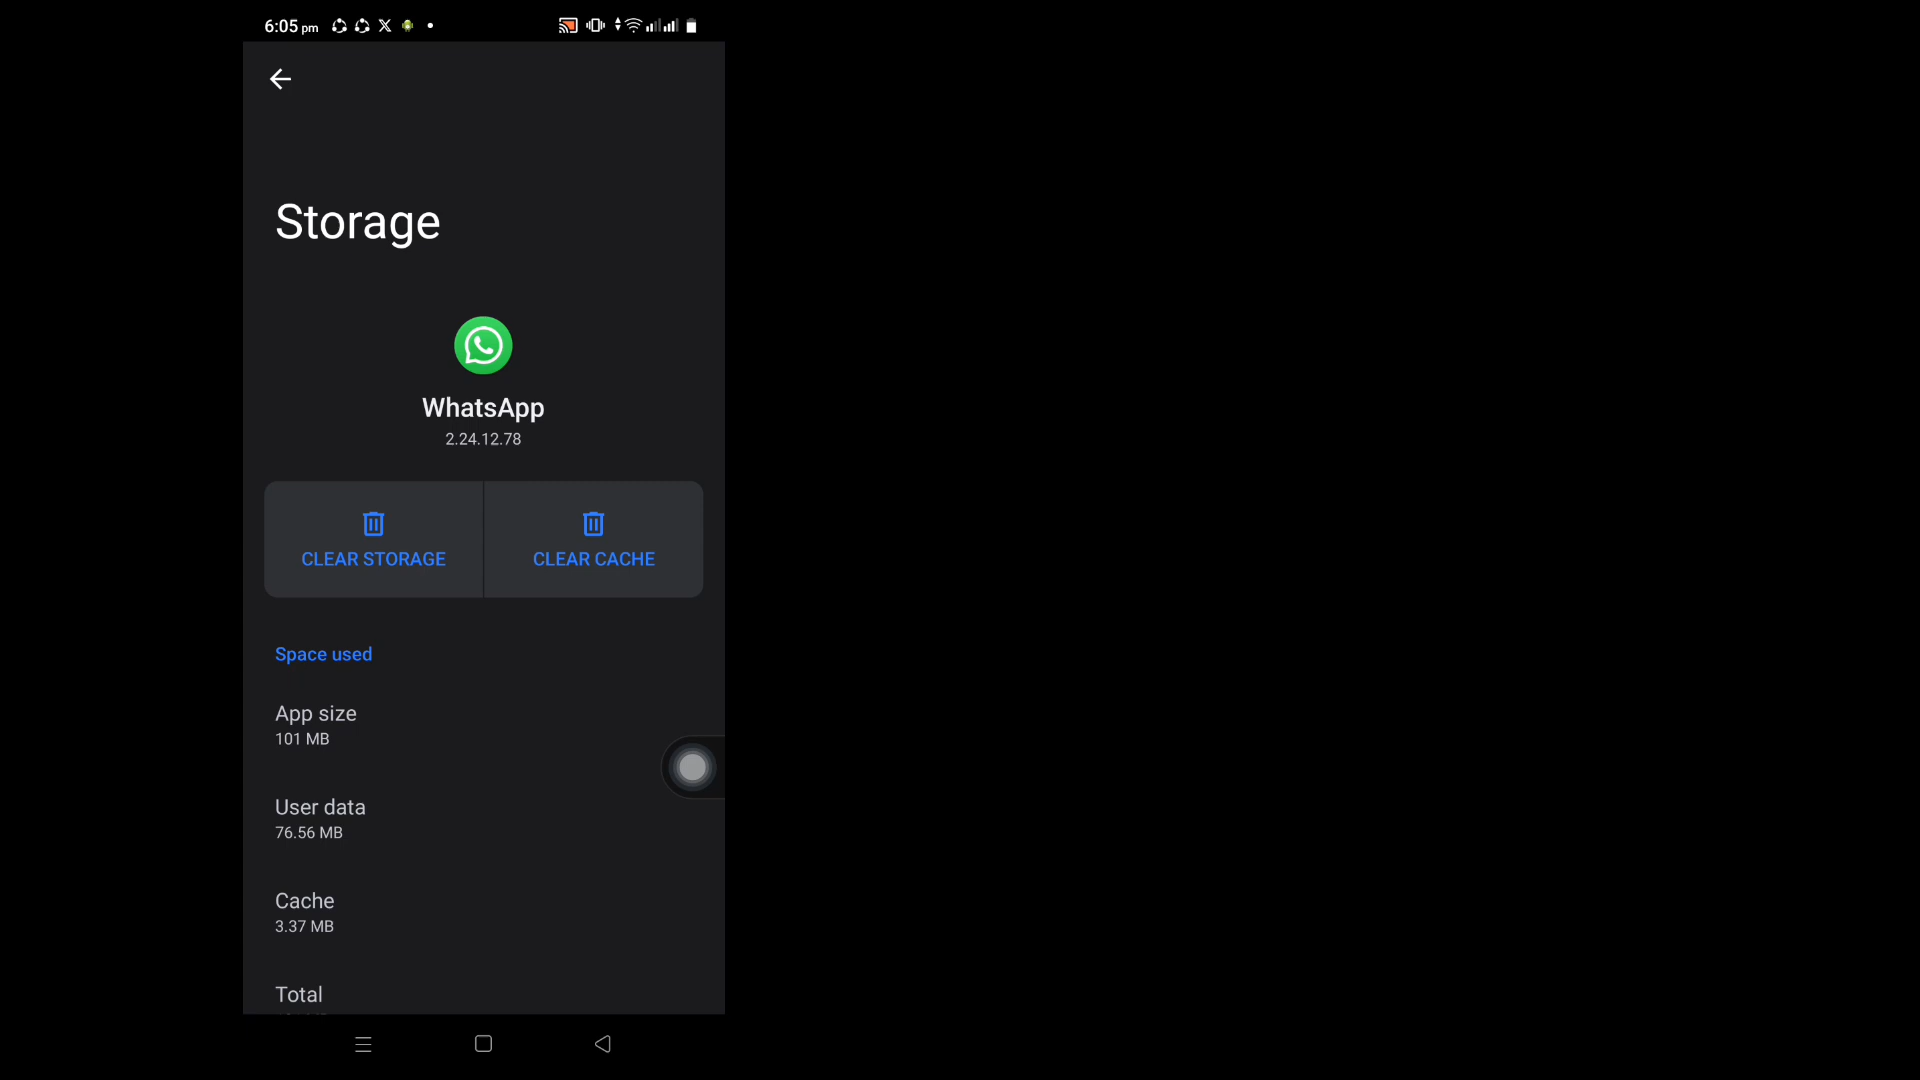 6:05 pm
Storage
WhatsApp
2.24.12.78
CLEAR STORAGE
CLEAR CACHE
Space used
App size
101 MB
User data
76.56 MB
Cache
3.37 MB
Total